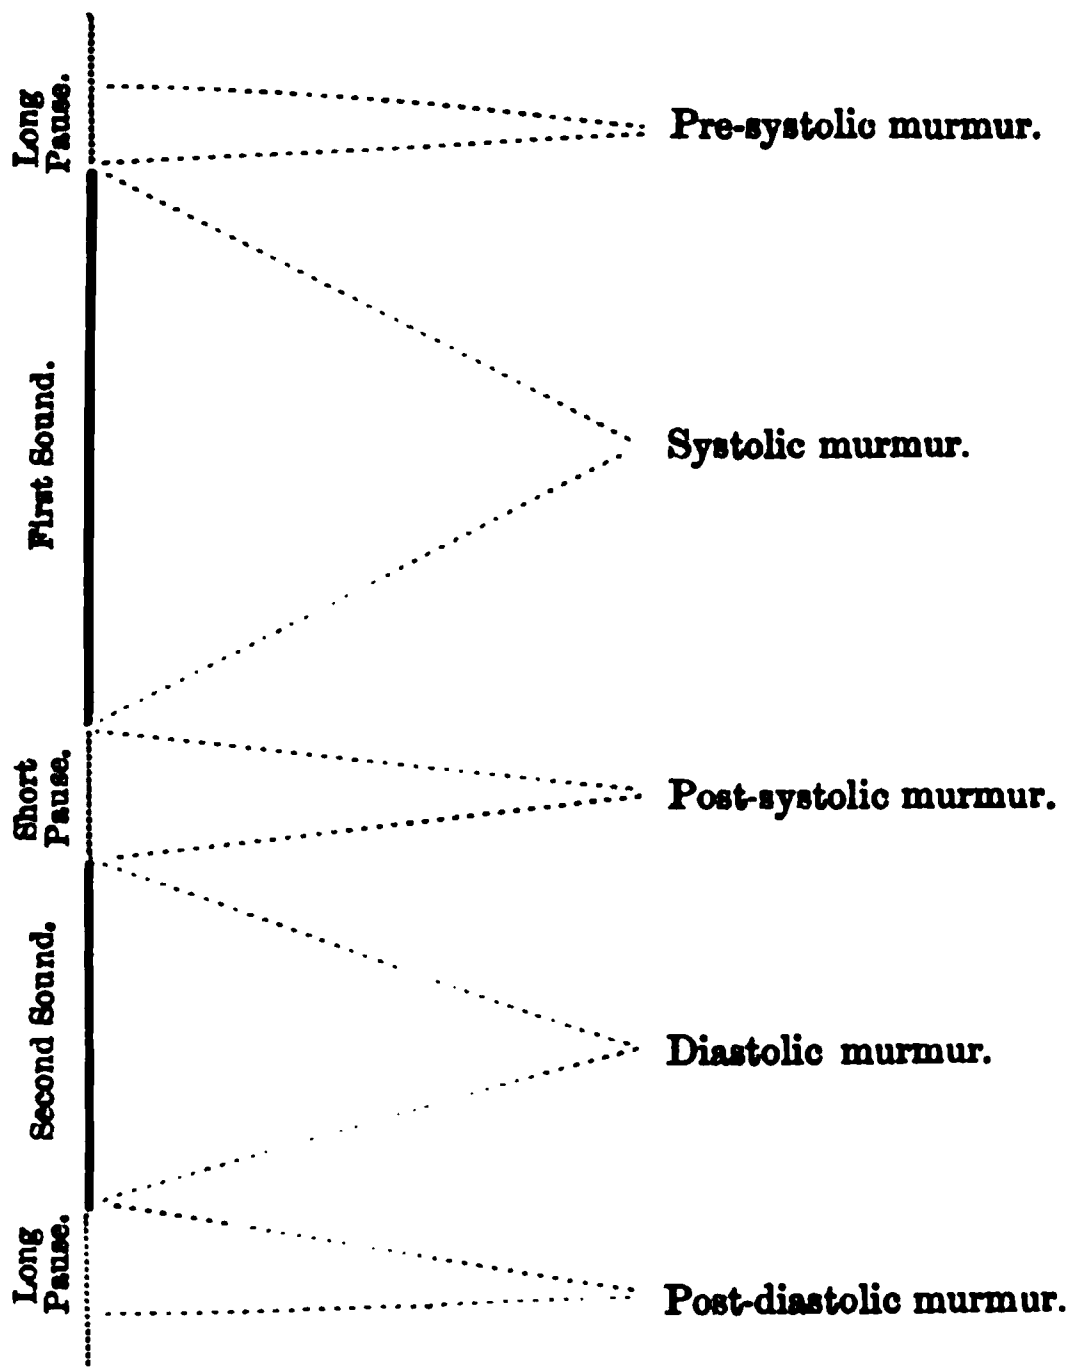 Long
Pause.
Pre-systolic murmur.
First Sound.
Systolic murmur.
Short
Pause.
Post-systolic murmur.
Second Sound.
Diastolic murmur.
Long
Pause.
Post-diastolic murmur.